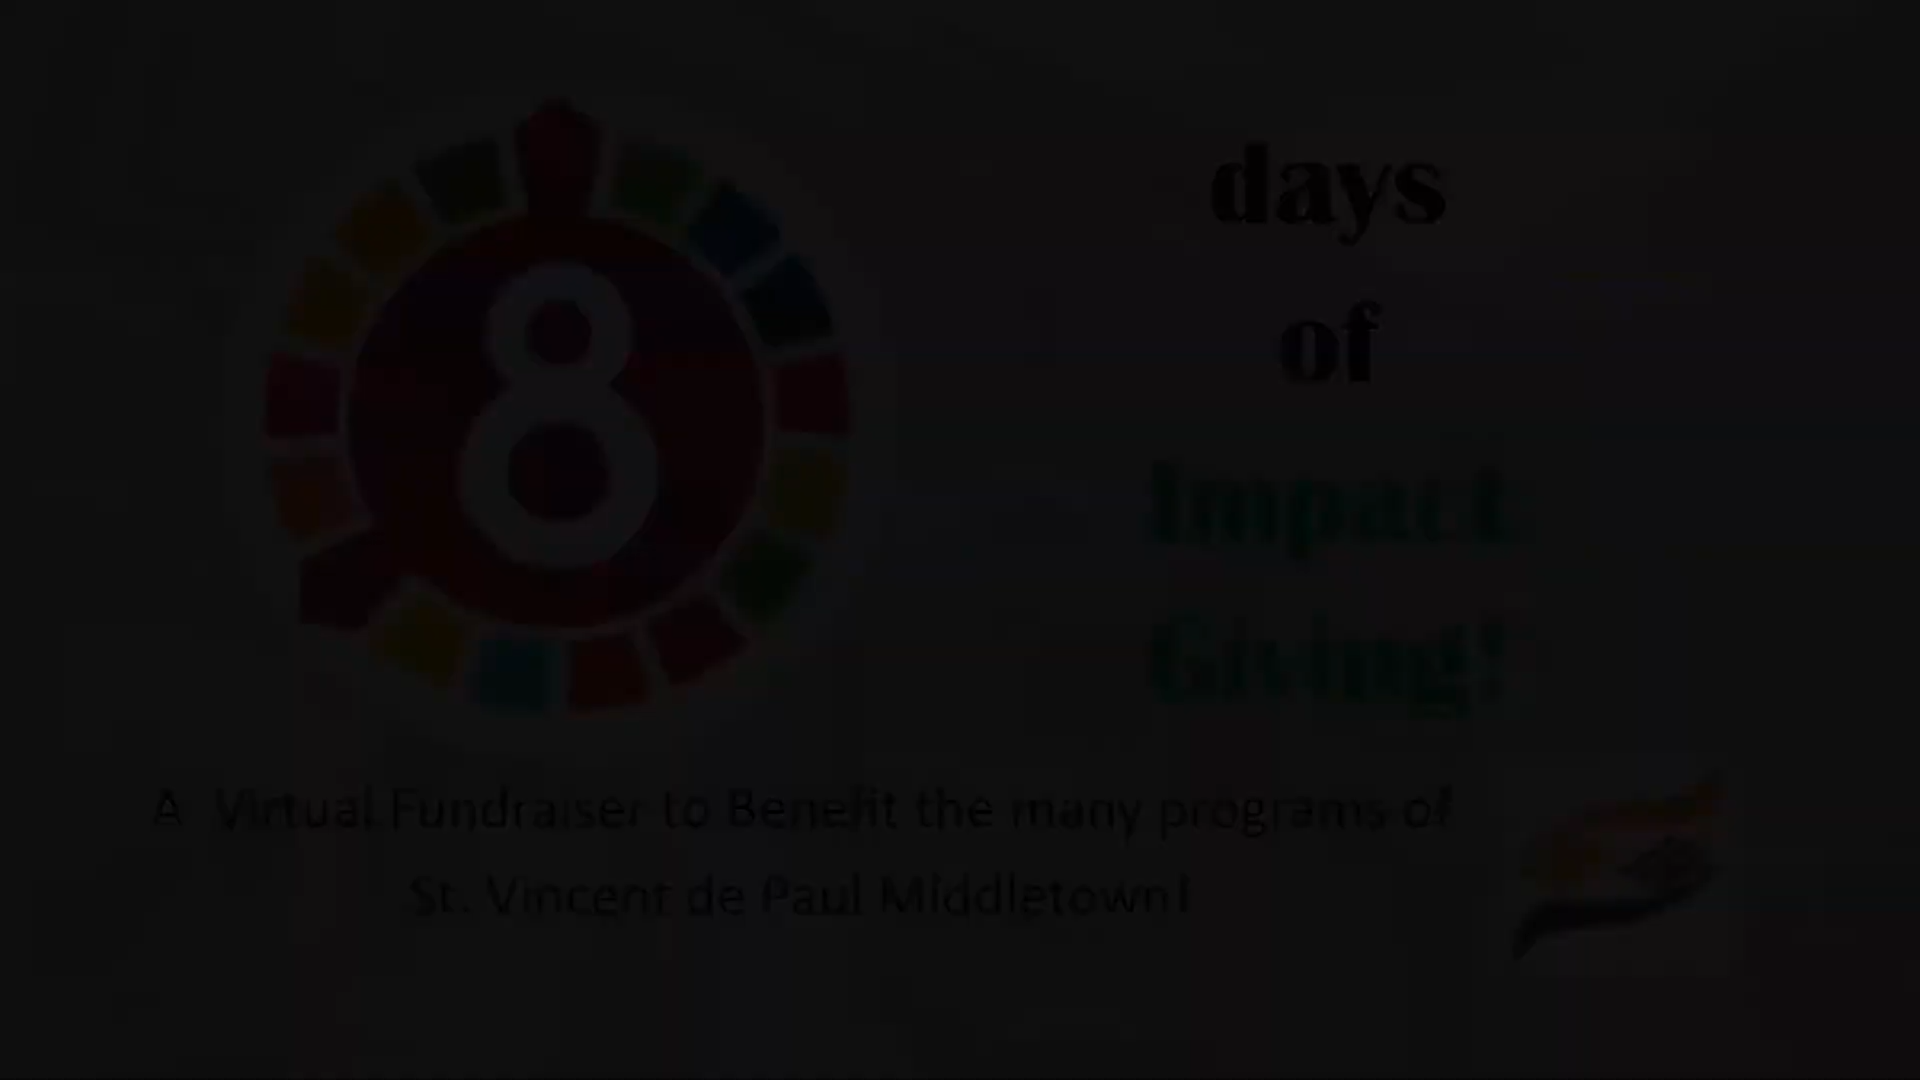 8
days
of
Impact
Giving!
A Virtual Fundraiser to Benefit the many programs of
St. Vincent de Paul Middletown!